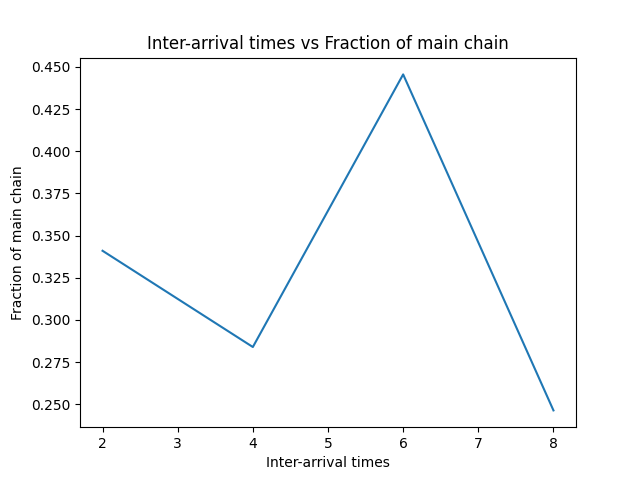 Inter-arrival times vs Fraction of main chain
Fraction of main chain
0.450
0.425
0.400
0.375
0.350
0.325
0.300
0.275
0.250
2 3 4 5 6 7 8
Inter-arrival times